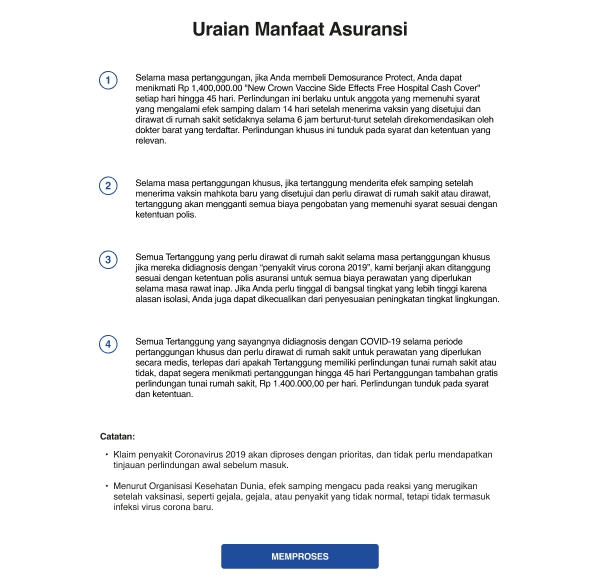 Uraian Manfaat Asuransi
1
Selama masa pertanggungan, jika Anda membeli Demosurance Protect, Anda dapat
menikmati Rp 1,400,000.00 "New Crown Vaccine Side Effects Free Hospital Cash Cover"
setiap hari hingga 45 hari. Perlindungan ini berlaku untuk anggota yang memenuhi syarat
yang mengalami efek samping dalam 14 hari setelah menerima vaksin yang disetujui dan
dirawat di rumah sakit setidaknya selama 6 jam berturut-turut setelah direkomendasikan oleh
dokter barat yang terdaftar. Perlindungan khusus ini tunduk pada syarat dan ketentuan yang
relevan.
2
Selama masa pertanggungan khusus, jika tertanggung menderita efek samping setelah
menerima vaksin mahkota baru yang disetujui dan perlu dirawat di rumah sakit atau dirawat,
tertanggung akan mengganti semua biaya pengobatan yang memenuhi syarat sesuai dengan
ketentuan polis.
3
Semua Tertanggung yang perlu dirawat di rumah sakit selama masa pertanggungan khusus
jika mereka didiagnosis dengan "penyakit virus corona 2019", kami berjanji akan ditanggung
sesuai dengan ketentuan polis asuransi untuk semua biaya perawatan yang diperlukan
selama masa rawat inap. Jika Anda perlu tinggal di bangsal tingkat yang lebih tinggi karena
alasan isolasi, Anda juga dapat dikecualikan dari penyesuaian peningkatan tingkat lingkungan.
4
Semua Tertanggung yang sayangnya didiagnosis dengan COVID-19 selama periode
pertanggungan khusus dan perlu dirawat di rumah sakit untuk perawatan yang diperlukan
secara medis, terlepas dari apakah Tertanggung memiliki perlindungan tunai rumah sakit atau
tidak, dapat segera menikmati pertanggungan hingga 45 hari Pertanggungan tambahan gratis
perlindungan tunai rumah sakit, Rp 1.400.000,00 per hari. Perlindungan tunduk pada syarat
dan ketentuan.
Catatan:
• Klaim penyakit Coronavirus 2019 akan diproses dengan prioritas, dan tidak perlu mendapatkan
tinjauan perlindungan awal sebelum masuk.
• Menurut Organisasi Kesehatan Dunia, efek samping mengacu pada reaksi yang merugikan
setelah vaksinasi, seperti gejala, gejala, atau penyakit yang tidak normal, tetapi tidak termasuk
infeksi virus corona baru.
MEMPROSES